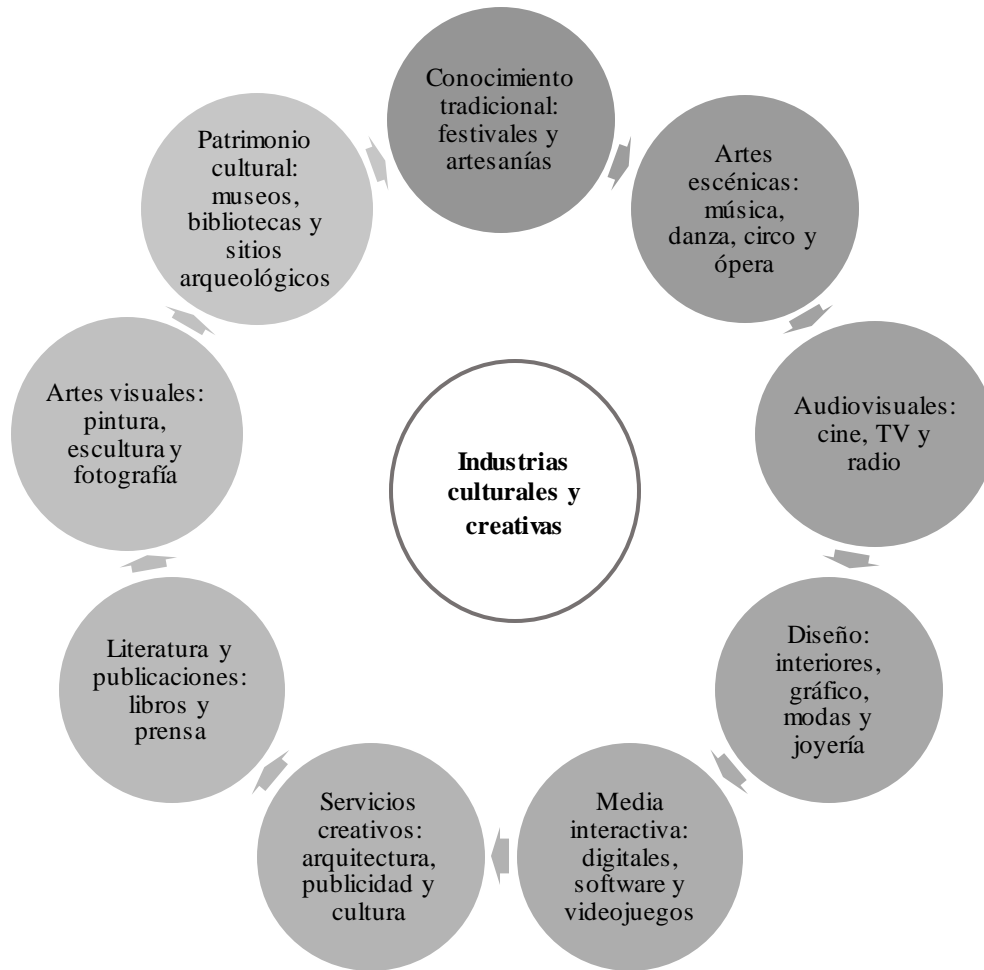 Conocimiento
tradicional:
festivales y
artesanías
Artes
escénicas:
música,
danza, circo y
ópera
Audiovisuales:
cine, TV y
radio
Diseño:
interiores,
gráfico,
modas y
joyería
Media
interactiva:
digitales,
software y
videojuegos
Servicios
creativos:
arquitectura,
publicidad y
cultura
Literatura y
publicaciones:
libros y
prensa
Artes visuales:
pintura,
escultura y
fotografía
Patrimonio
cultural:
museos,
bibliotecas y
sitios
arqueológicos
Industrias
culturales y
creativas